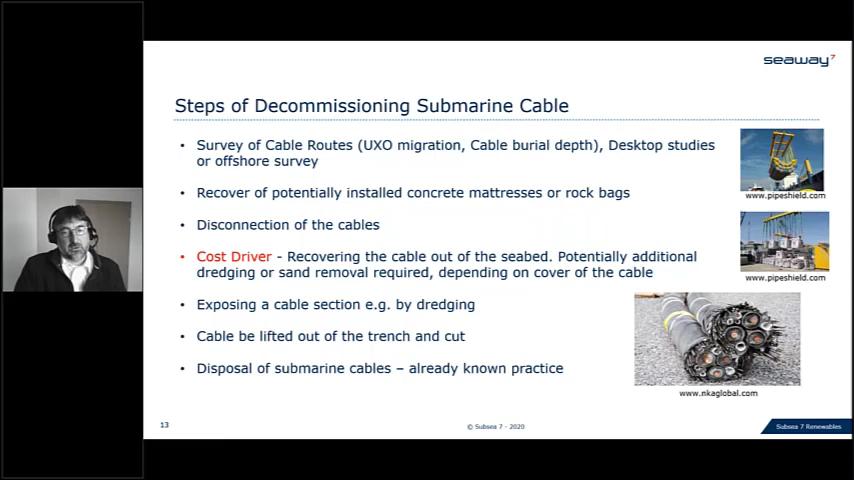 seaway7
Steps of Decommissioning Submarine Cable
• Survey of Cable Routes (UXO migration, Cable burial depth), Desktop studies
or offshore survey
• Recover of potentially installed concrete mattresses or rock bags
• Disconnection of the cables
• Cost Driver - Recovering the cable out of the seabed. Potentially additional
dredging or sand removal required, depending on cover of the cable
• Exposing a cable section e.g. by dredging
• Cable be lifted out of the trench and cut
• Disposal of submarine cables – already known practice
www.pipeshield.com
www.pipeshield.com
www.nkaglobal.com
13
© Subsea 7 - 2020
Subsea 7 Renewables